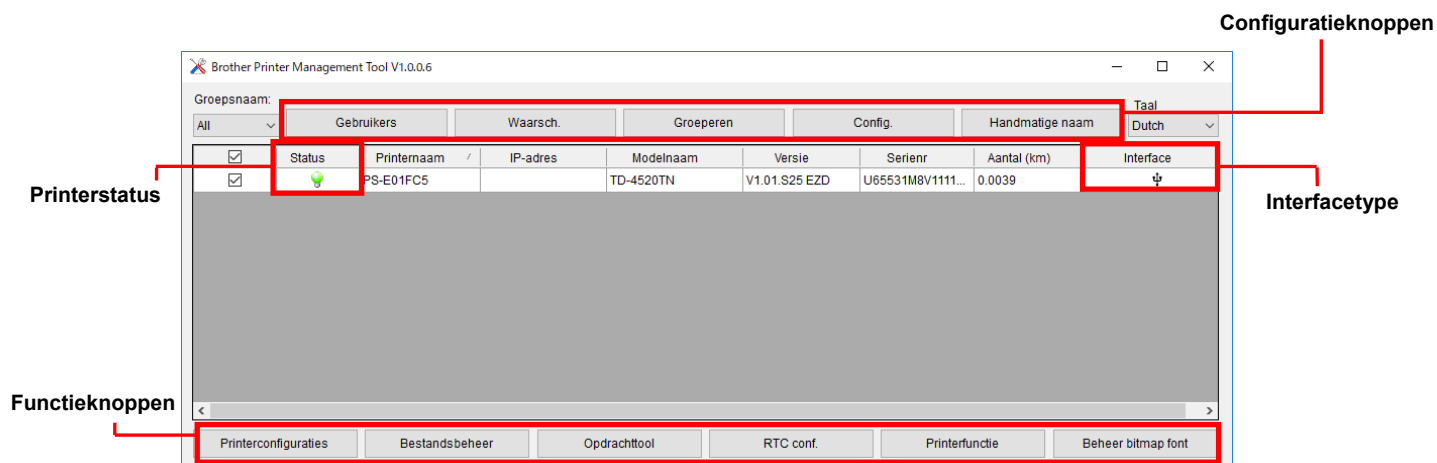 Configuratieknoppen
Brother Printer Management Tool V1.0.0.6
Groepsnaam:
Taal
All Gebruikers Waarsch. Groeperen Config. Handmatige naam Dutch
Status Printernaam IP-adres Modelnaam Versie Serienr Aantal (km) Interface
PS-E01FC5 TD-4520TN V1.01.S25 EZD U65531M8V1111... 0.0039
Printerstatus
Interfacetype
Functieknoppen
Printerconfiguraties Bestandsbeheer Opdrachttool RTC conf. Printerfunctie Beheer bitmap font